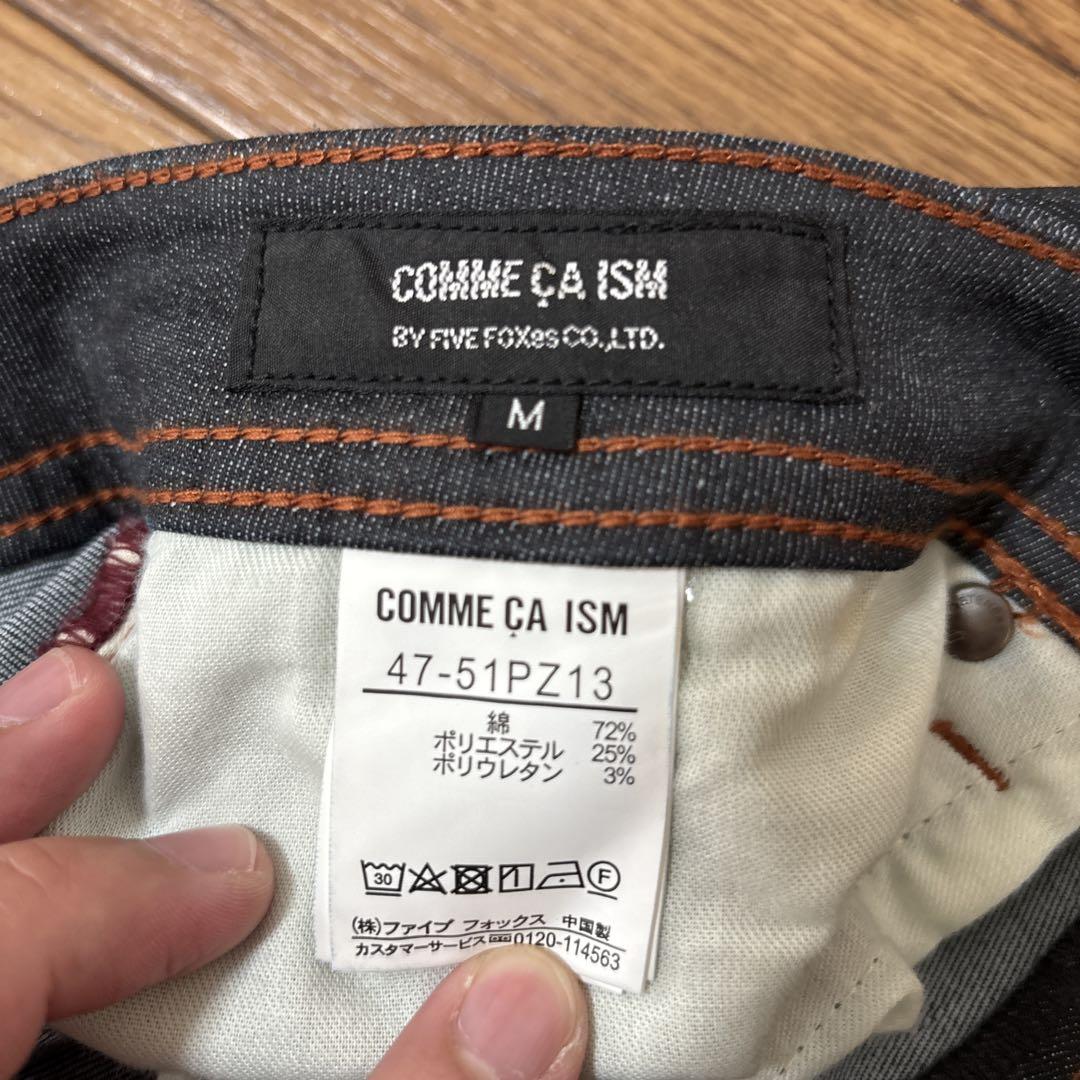 COMME ÇA ISM
BY FIVE FOXes CO.,LTD.
M
COMME ÇA ISM
47-51PZ13
綿 72%
ポリエステル 25%
ポリウレタン 3%
30 F
(株)ファイブ フォックス 中国製
カスタマーサービス 0120-114563